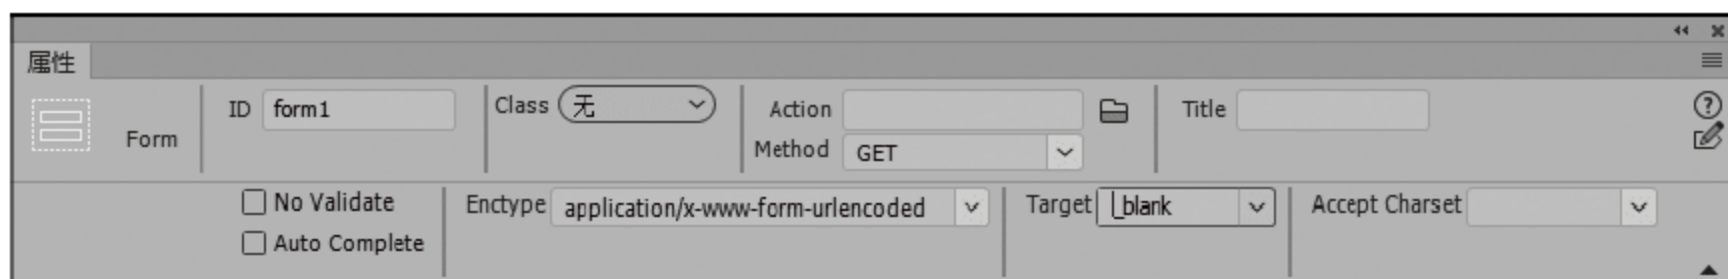 属性
Form
ID form1
Class 无
Action
Method GET
Title
No Validate
Auto Complete
Enctype application/x-www-form-urlencoded
Target _blank
Accept Charset